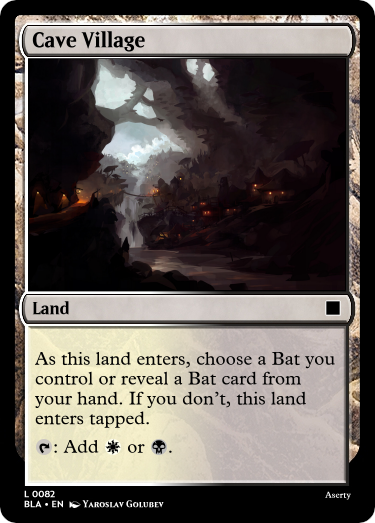 Cave Village
Land
As this land enters, choose a Bat you
control or reveal a Bat card from
your hand. If you don't, this land
enters tapped.
: Add or .
L 0082
BLA • EN Yaroslav Golubev
Aserty